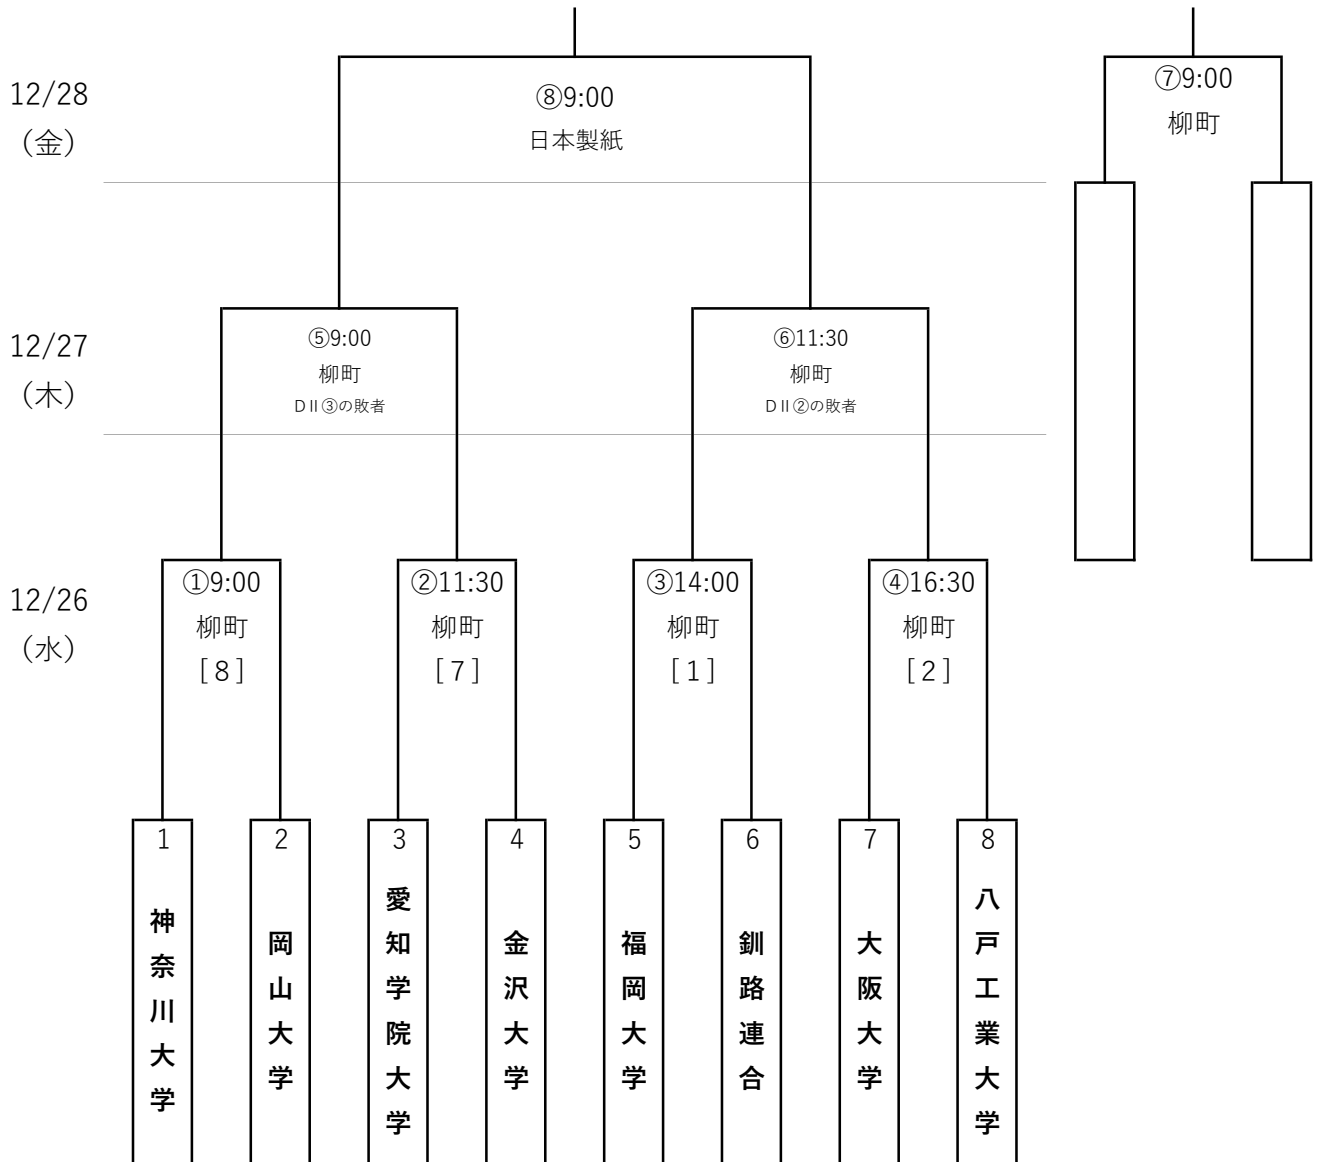 12/28
（金）
⑧9:00
日本製紙
⑦9:00
柳町
12/27
（木）
⑤9:00
柳町
DⅡ③の敗者
⑥11:30
柳町
DⅡ②の敗者
12/26
（水）
①9:00
柳町
［8］
②11:30
柳町
［7］
③14:00
柳町
［1］
④16:30
柳町
［2］
1
神奈川大学
2
岡山大学
3
愛知学院大学
4
金沢大学
5
福岡大学
6
釧路連合
7
大阪大学
8
八戸工業大学